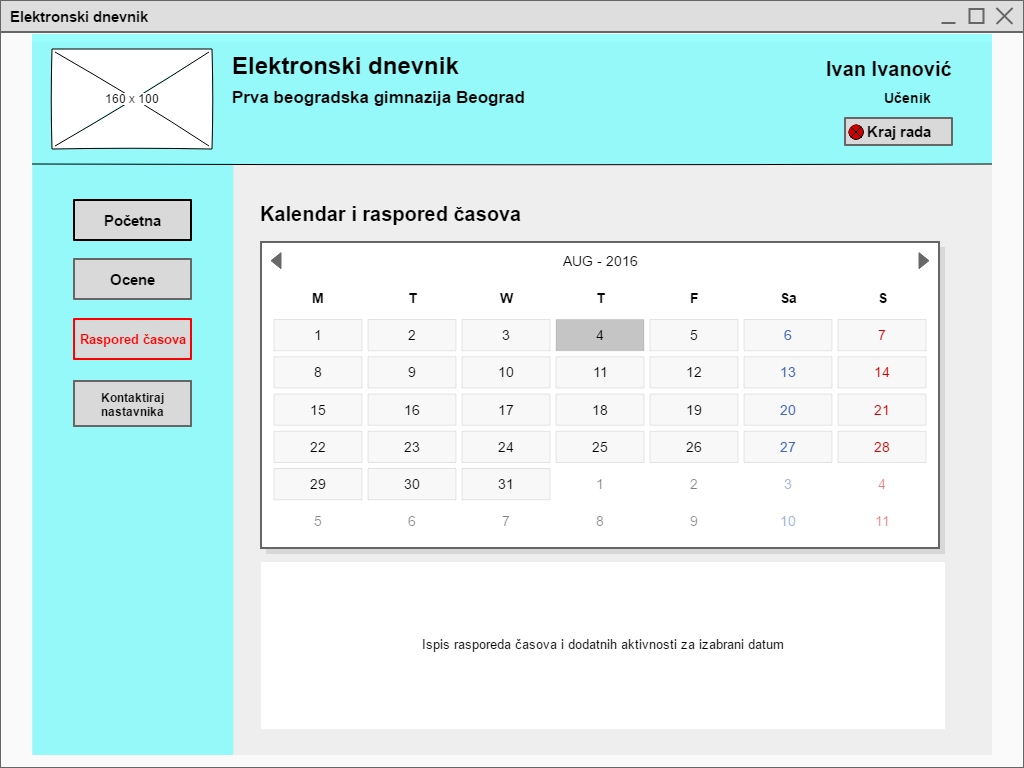 Elektronski dnevnik
160 x 100
Elektronski dnevnik
Prva beogradska gimnazija Beograd
Ivan Ivanović
Učenik
Kraj rada
Početna
Ocene
Raspored časova
Kontaktiraj
nastavnika
Kalendar i raspored časova
AUG - 2016
M T W T F Sa S
1 2 3 4 5 6 7
8 9 10 11 12 13 14
15 16 17 18 19 20 21
22 23 24 25 26 27 28
29 30 31 1 2 3 4
5 6 7 8 9 10 11
Ispis rasporeda časova i dodatnih aktivnosti za izabrani datum